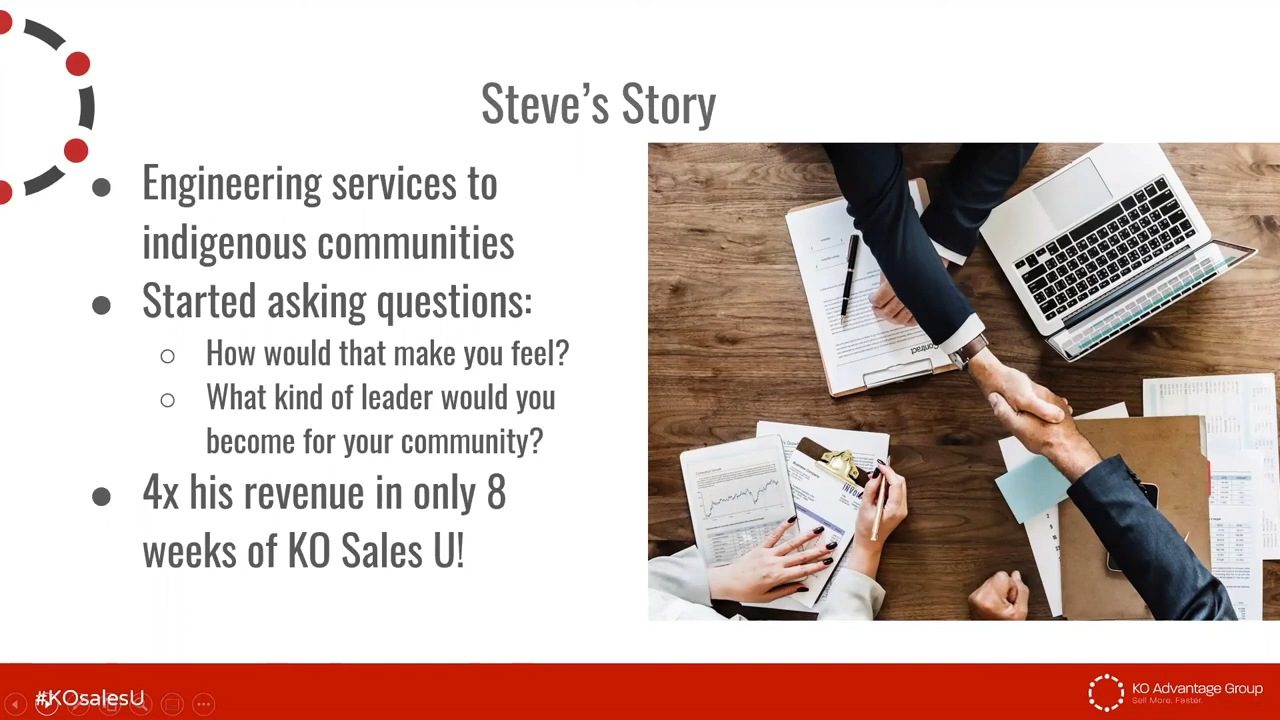 Steve’s Story
Engineering services to
indigenous communities
Started asking questions:
How would that make you feel?
What kind of leader would you
become for your community?
4x his revenue in only 8
weeks of KO Sales U!
Contract
INVOI
#KOsalesU
KO Advantage Group
Sell More. Faster.